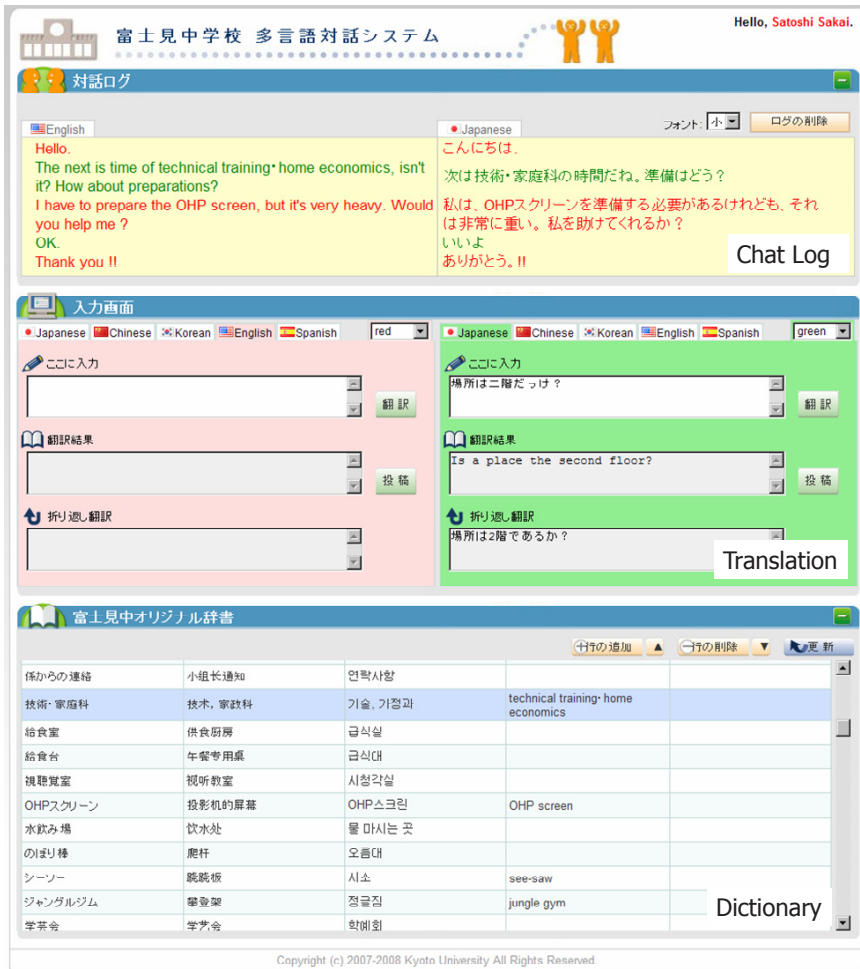 富士見中学校 多言語対話システム
Hello, Satoshi Sakai.
対話ログ
English
Japanese
フォント: 小
ログの削除
Hello.
The next is time of technical training・home economics, isn't
it? How about preparations?
I have to prepare the OHP screen, but it's very heavy. Would
you help me ?
OK.
Thank you !!
こんにちは.
次は技術・家庭科の時間だね。準備はどう？
私は、OHPスクリーンを準備する必要があるけれども、それ
は非常に重い。私を助けてくれるか？
いいよ
ありがとう。!!
Chat Log
入力画面
Japanese Chinese Korean English Spanish red
ここに入力
翻訳
翻訳結果
投稿
折り返し翻訳
Japanese Chinese Korean English Spanish green
ここに入力
場所は二階だっけ？
翻訳
翻訳結果
Is a place the second floor?
投稿
折り返し翻訳
場所は2階であるか？
Translation
富士見中オリジナル辞書
行の追加 ▲ 行の削除 ▼ 更新
係からの連絡 小组长通知 연락사항
技術・家庭科 技术，家政科 기술, 가정과 technical training・home
economics
給食室 供食厨房 급식실
給食台 午餐专用桌 급식대
視聴覚室 视听教室 시청각실
OHPスクリーン 投影机的屏幕 OHP스크린 OHP screen
水飲み場 饮水处 물 마시는 곳
のぼり棒 爬杆 오름대
シーソー 跷跷板 시소 see-saw
ジャングルジム 攀登架 정글짐 jungle gym
学芸会 学艺会 학예회
Dictionary
Copyright (c) 2007-2008 Kyoto University All Rights Reserved.